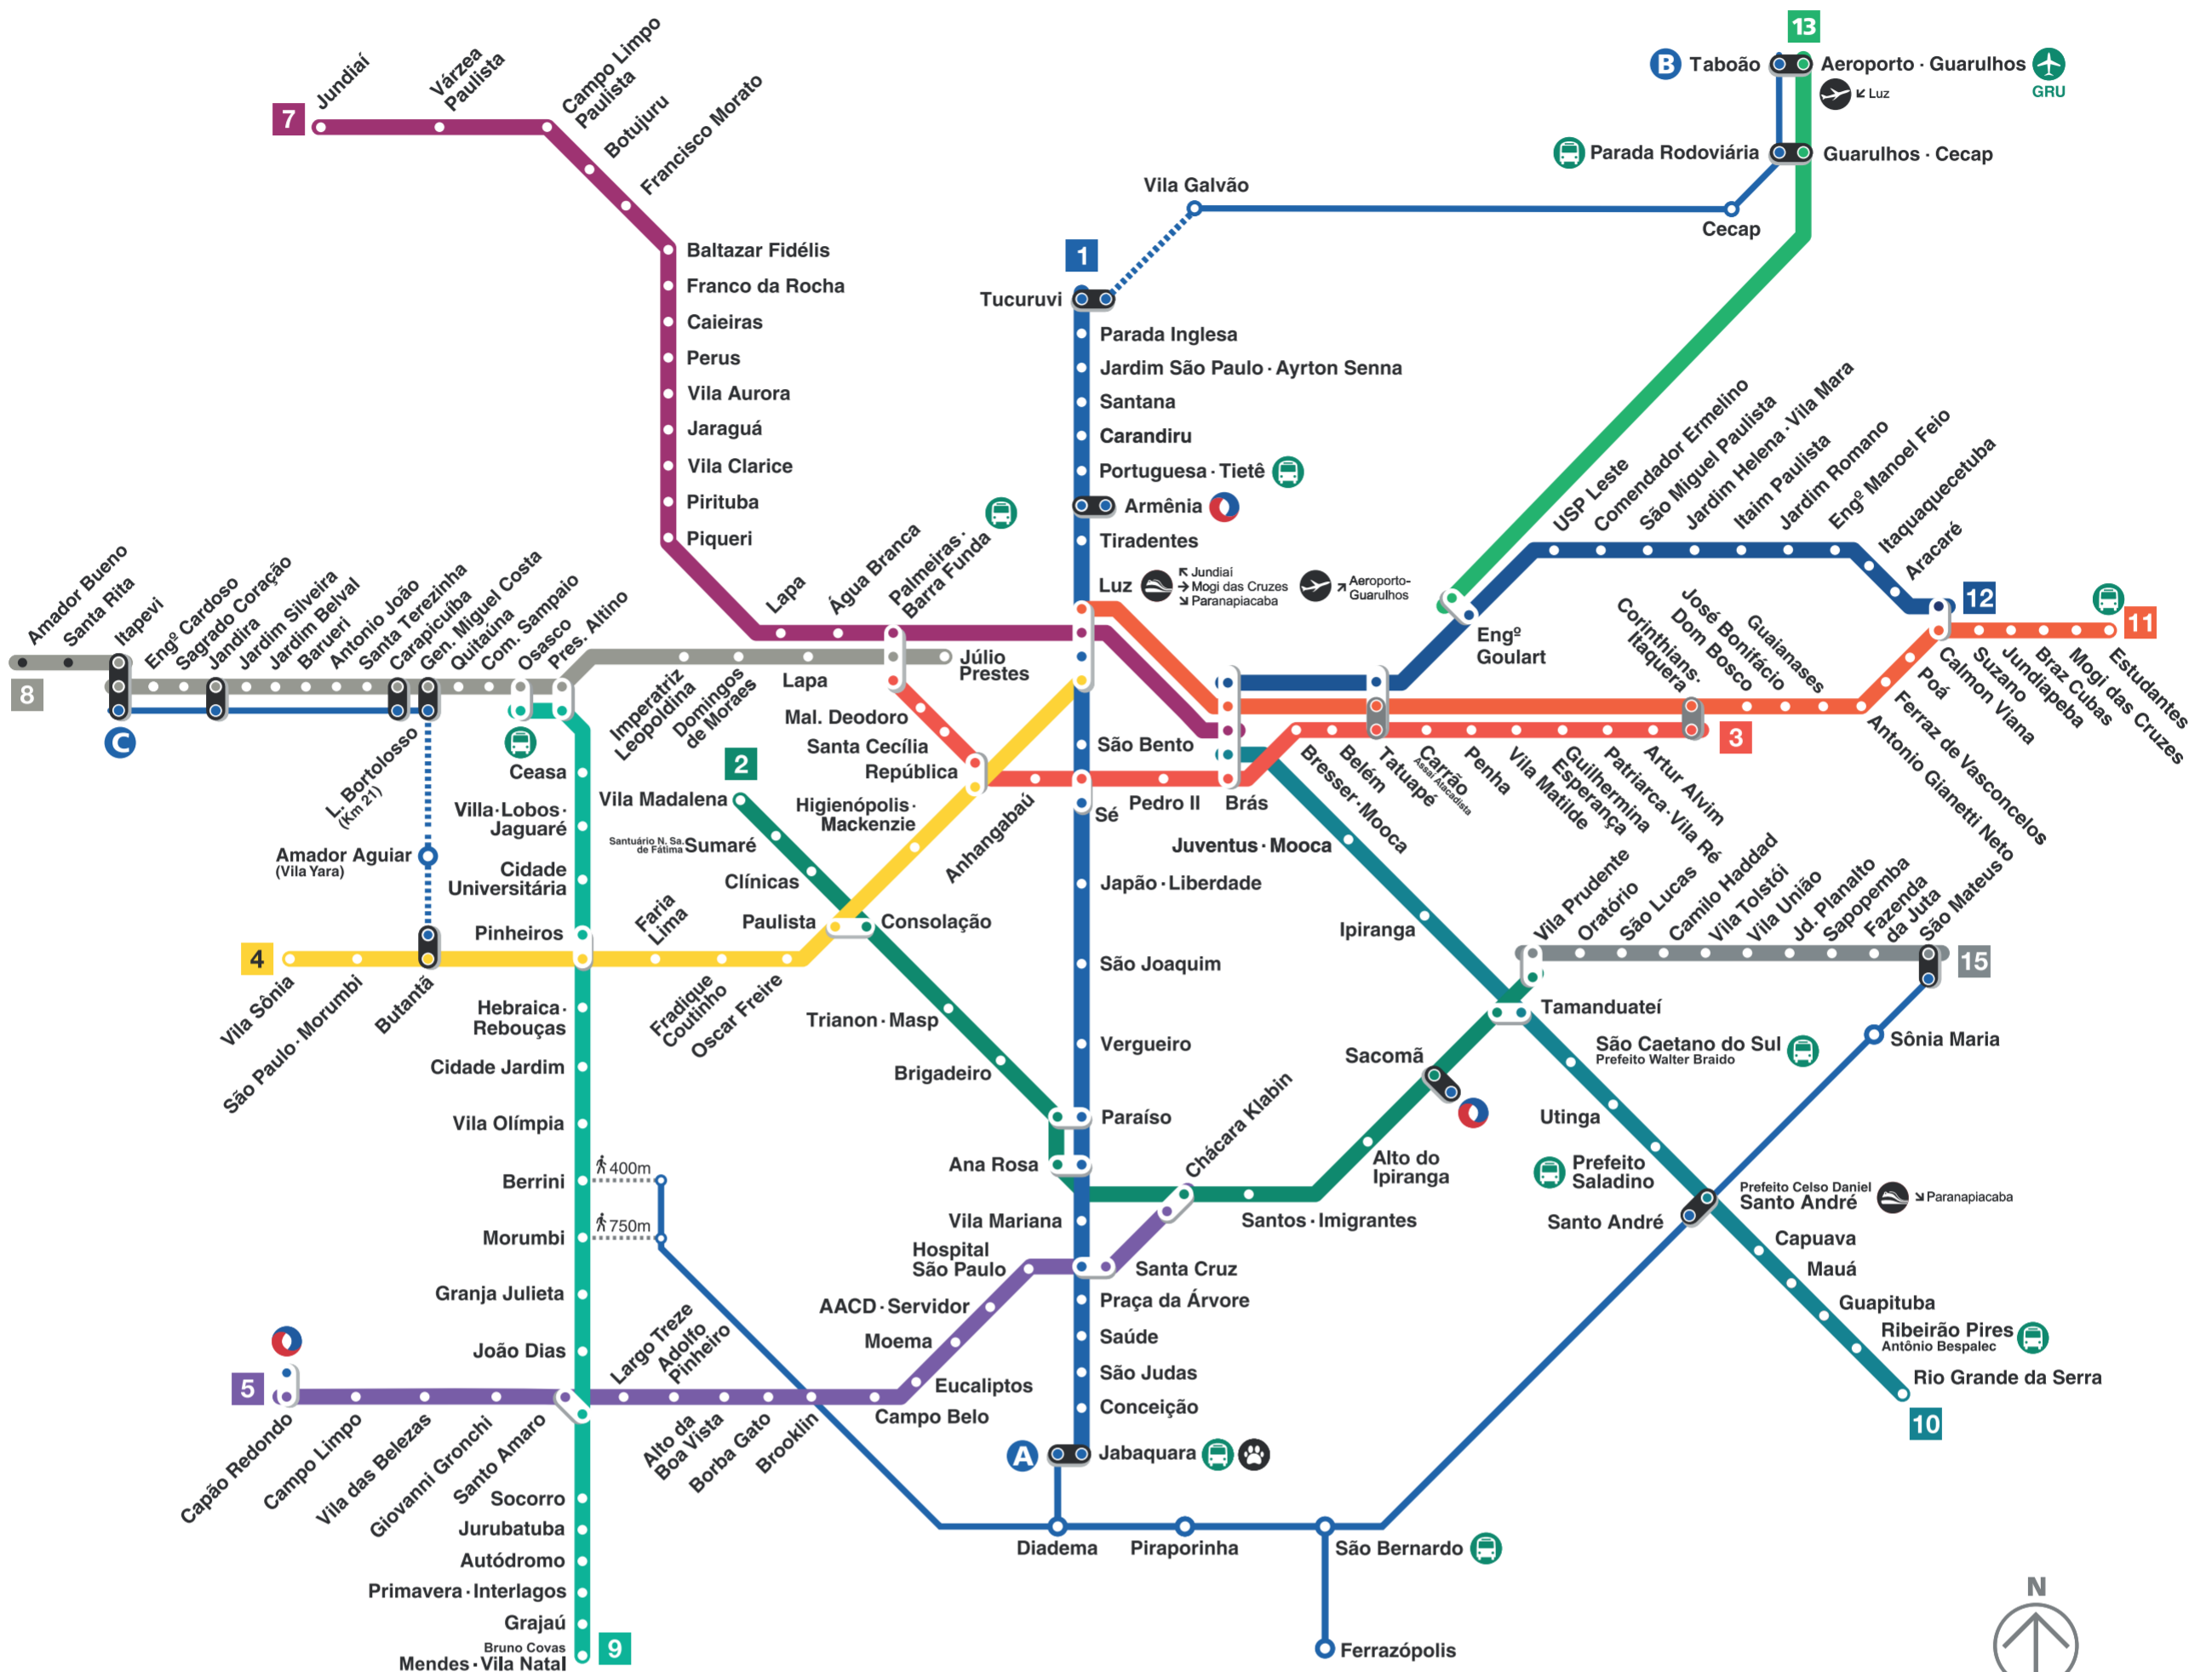 13
B
Taboão
Aeroporto · Guarulhos
GRU
↙ Luz
Parada Rodoviária
Guarulhos · Cecap
Vila Galvão
Cecap
7
Jundiaí
Várzea
Paulista
Campo Limpo
Paulista
Botujuru
Francisco Morato
Baltazar Fidélis
Franco da Rocha
Caieiras
Perus
Vila Aurora
Jaraguá
Vila Clarice
Pirituba
Piqueri
Lapa
Água Branca
Palmeiras ·
Barra Funda
1
Tucuruvi
Parada Inglesa
Jardim São Paulo · Ayrton Senna
Santana
Carandiru
Portuguesa · Tietê
Armênia
Tiradentes
Luz
↖ Jundiaí
→ Mogi das Cruzes
↘ Paranapiacaba
↗ Aeroporto-
Guarulhos
São Bento
Sé
Japão · Liberdade
São Joaquim
Vergueiro
Paraíso
Ana Rosa
Vila Mariana
Santa Cruz
Praça da Árvore
Saúde
São Judas
Conceição
A
Jabaquara
USP Leste
Comendador Ermelino
São Miguel Paulista
Jardim Helena · Vila Mara
Itaim Paulista
Jardim Romano
Engº Manoel Feio
Itaquaquecetuba
Aracaré
12
Engº
Goulart
11
Corinthians ·
Itaquera
Dom Bosco
José Bonifácio
Guaianases
Antonio Gianetti Neto
Ferraz de Vasconcelos
Poá
Calmon Viana
Suzano
Jundiapeba
Braz Cubas
Mogi das Cruzes
Estudantes
3
Amador Bueno
Santa Rita
Itapevi
Engº Cardoso
Sagrado Coração
Jandira
Jardim Silveira
Jardim Belval
Barueri
Antonio João
Santa Terezinha
Carapicuíba
Gen. Miguel Costa
Quitaúna
Com. Sampaio
Osasco
Pres. Altino
8
C
Imperatriz
Leopoldina
Domingos
de Moraes
Lapa
Júlio
Prestes
Mal. Deodoro
Santa Cecília
República
Anhangabaú
Pedro II
Brás
Bresser · Mooca
Belém
Tatuapé
Carrão
Assaí Atacadista
Penha
Vila Matilde
Guilhermina
Esperança
Patriarca · Vila Ré
Artur Alvim
L. Bortolosso
(Km 21)
Amador Aguiar
(Vila Yara)
Ceasa
Villa-Lobos ·
Jaguaré
Cidade
Universitária
Pinheiros
Hebraica ·
Rebouças
Cidade Jardim
Vila Olímpia
Berrini
400m
Morumbi
750m
Granja Julieta
João Dias
Socorro
Jurubatuba
Autódromo
Primavera · Interlagos
Grajaú
Bruno Covas
Mendes · Vila Natal
9
2
Vila Madalena
Santuário N. Sa.
de Fátima
Sumaré
Clínicas
Consolação
Trianon · Masp
Brigadeiro
Chácara Klabin
Santos · Imigrantes
Alto do
Ipiranga
Sacomã
Tamanduateí
4
Vila Sônia
São Paulo · Morumbi
Butantã
Faria
Lima
Fradique
Coutinho
Oscar Freire
Paulista
Higienópolis ·
Mackenzie
Juventus · Mooca
Ipiranga
Vila Prudente
Oratório
São Lucas
Camilo Haddad
Vila Tolstói
Vila União
Jd. Planalto
Sapopemba
Fazenda
da Juta
São Mateus
15
Sônia Maria
São Caetano do Sul
Prefeito Walter Braido
Utinga
Prefeito
Saladino
Prefeito Celso Daniel
Santo André
↘ Paranapiacaba
Santo André
Capuava
Mauá
Guapituba
Ribeirão Pires
Antônio Bespalec
Rio Grande da Serra
10
5
Capão Redondo
Campo Limpo
Vila das Belezas
Giovanni Gronchi
Santo Amaro
Largo Treze
Adolfo
Pinheiro
Alto da
Boa Vista
Borba Gato
Brooklin
Campo Belo
Eucaliptos
Moema
AACD · Servidor
Hospital
São Paulo
Diadema
Piraporinha
São Bernardo
Ferrazópolis
N